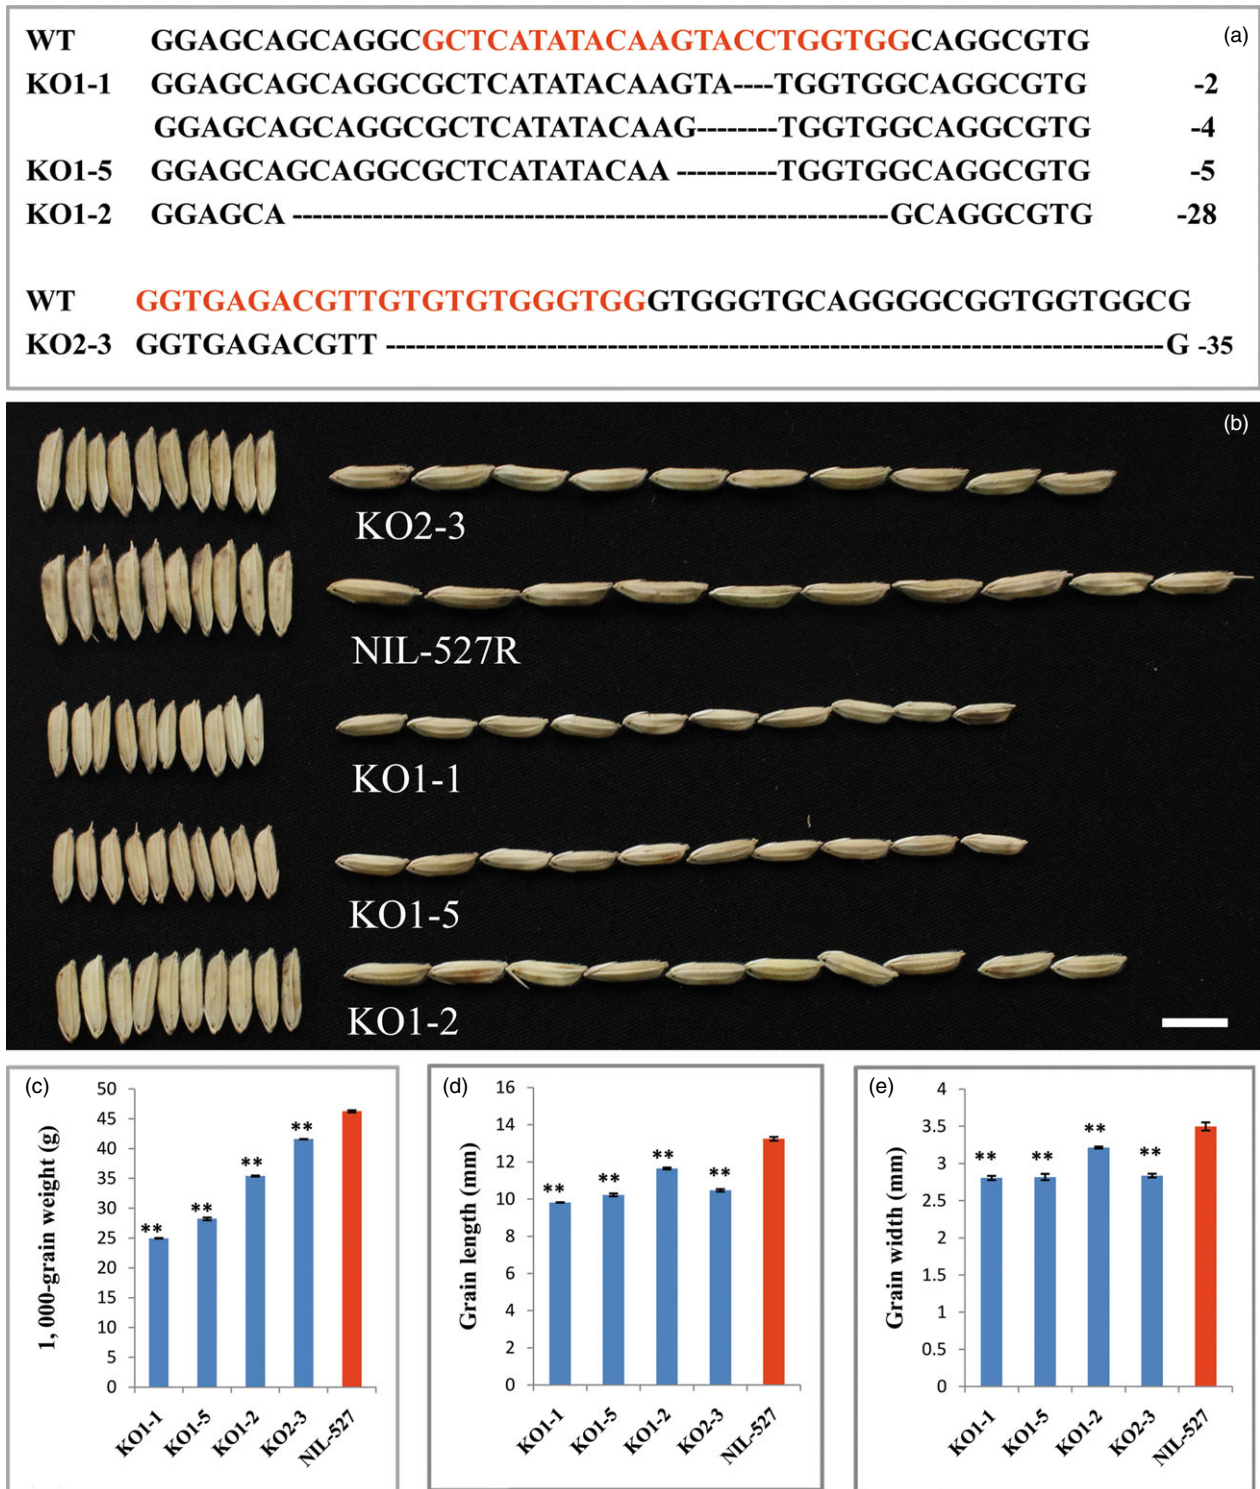 (a)
WT GGAGCAGCAGGCGCTCATATACAAGTACCTGGTGGCAGGCGTG
KO1-1 GGAGCAGCAGGCGCTCATATACAAGTA----TGGTGGCAGGCGTG -2
GGAGCAGCAGGCGCTCATATACAAG--------TGGTGGCAGGCGTG -4
KO1-5 GGAGCAGCAGGCGCTCATATACAA ----------TGGTGGCAGGCGTG -5
KO1-2 GGAGCA ------------------------------------------------------------GCAGGCGTG -28
WT GGTGAGACGTTGTGTGTGGGTGGGTGGGTGCAGGGGCGGTGGTGGCG
KO2-3 GGTGAGACGTT ------------------------------------------------------------------------------G -35
(b)
KO2-3
NIL-527R
KO1-1
KO1-5
KO1-2
(c)
1, 000-grain weight (g)
50
45
40
35
30
25
20
15
10
5
0
**
**
**
**
KO1-1
KO1-5
KO1-2
KO2-3
NIL-527
(d)
Grain length (mm)
16
14
12
10
8
6
4
2
0
**
**
**
**
KO1-1
KO1-5
KO1-2
KO2-3
NIL-527
(e)
Grain width (mm)
4
3.5
3
2.5
2
1.5
1
0.5
0
**
**
**
**
KO1-1
KO1-5
KO1-2
KO2-3
NIL-527